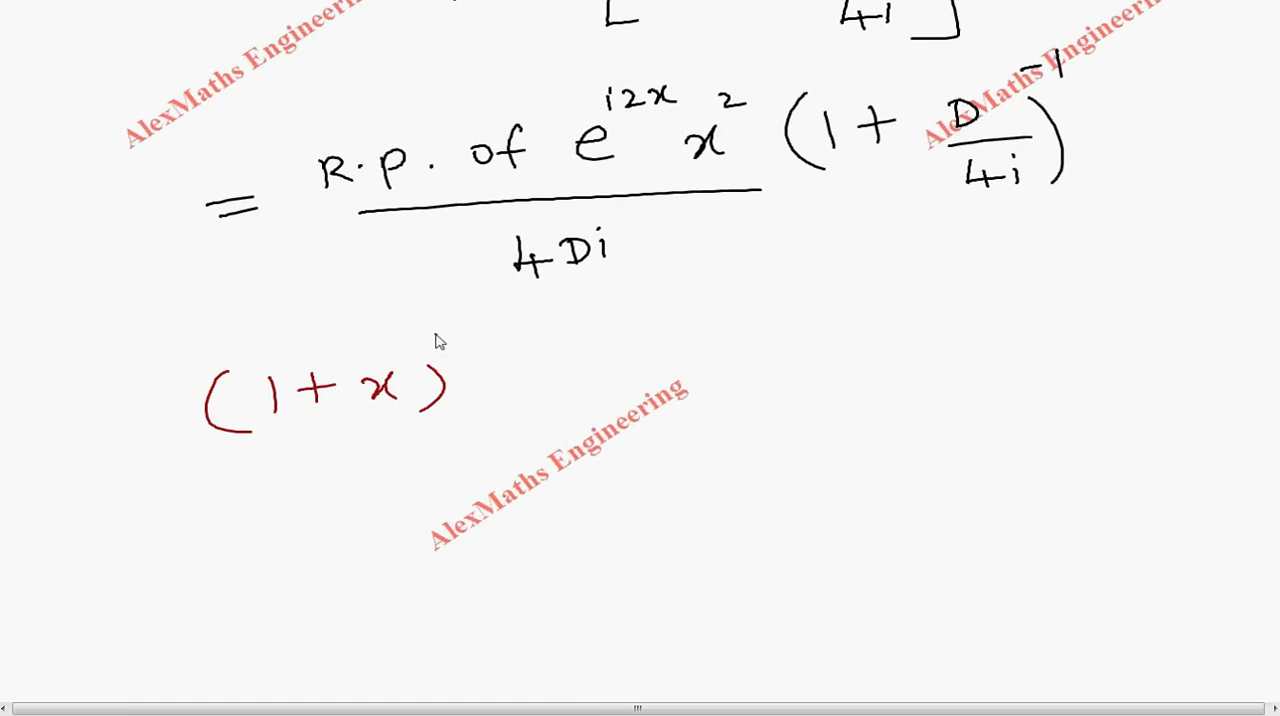 4i ]
= R.P. of e^{i2x} x^2 (1 + D/4i)^{-1}
4Di
(1 + x)
AlexMaths Engineering
AlexMaths Engineering
AlexMaths Engineering